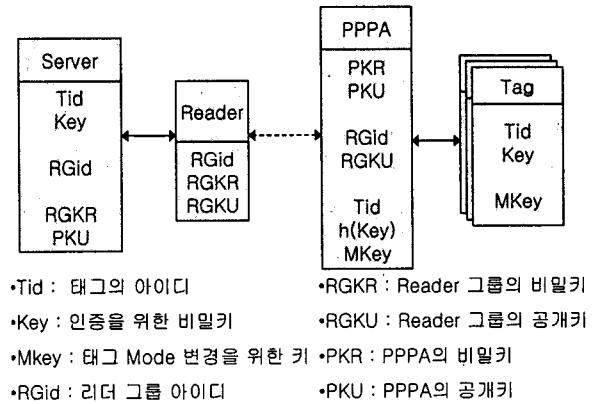 Server
Tid
Key
RGid
RGKR
PKU
Reader
RGid
RGKR
RGKU
PPPA
PKR
PKU
RGid
RGKU
Tid
h(Key)
MKey
Tag
Tid
Key
MKey
•Tid : 태그의 아이디
•Key : 인증을 위한 비밀키
•Mkey : 태그 Mode 변경을 위한 키
•RGid : 리더 그룹 아이디
•RGKR : Reader 그룹의 비밀키
•RGKU : Reader 그룹의 공개키
•PKR : PPPA의 비밀키
•PKU : PPPA의 공개키